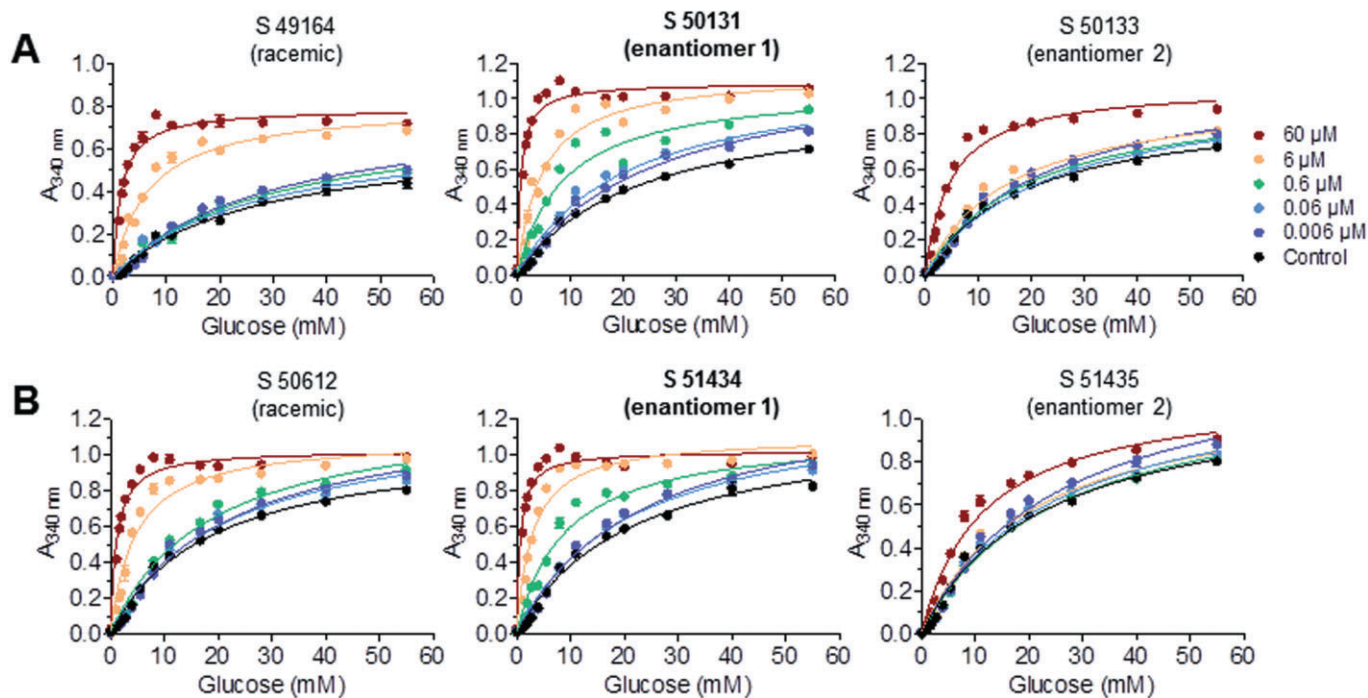 A
S 49164
(racemic)
S 50131
(enantiomer 1)
S 50133
(enantiomer 2)
A340 nm
1.0
0.8
0.6
0.4
0.2
0.0
0 10 20 30 40 50 60
Glucose (mM)
A340 nm
1.2
1.0
0.8
0.6
0.4
0.2
0.0
0 10 20 30 40 50 60
Glucose (mM)
A340 nm
1.2
1.0
0.8
0.6
0.4
0.2
0.0
0 10 20 30 40 50 60
Glucose (mM)
60 µM
6 µM
0.6 µM
0.06 µM
0.006 µM
Control
B
S 50612
(racemic)
S 51434
(enantiomer 1)
S 51435
(enantiomer 2)
A340 nm
1.2
1.0
0.8
0.6
0.4
0.2
0.0
0 10 20 30 40 50 60
Glucose (mM)
A340 nm
1.2
1.0
0.8
0.6
0.4
0.2
0.0
0 10 20 30 40 50 60
Glucose (mM)
A340 nm
1.0
0.8
0.6
0.4
0.2
0.0
0 10 20 30 40 50 60
Glucose (mM)